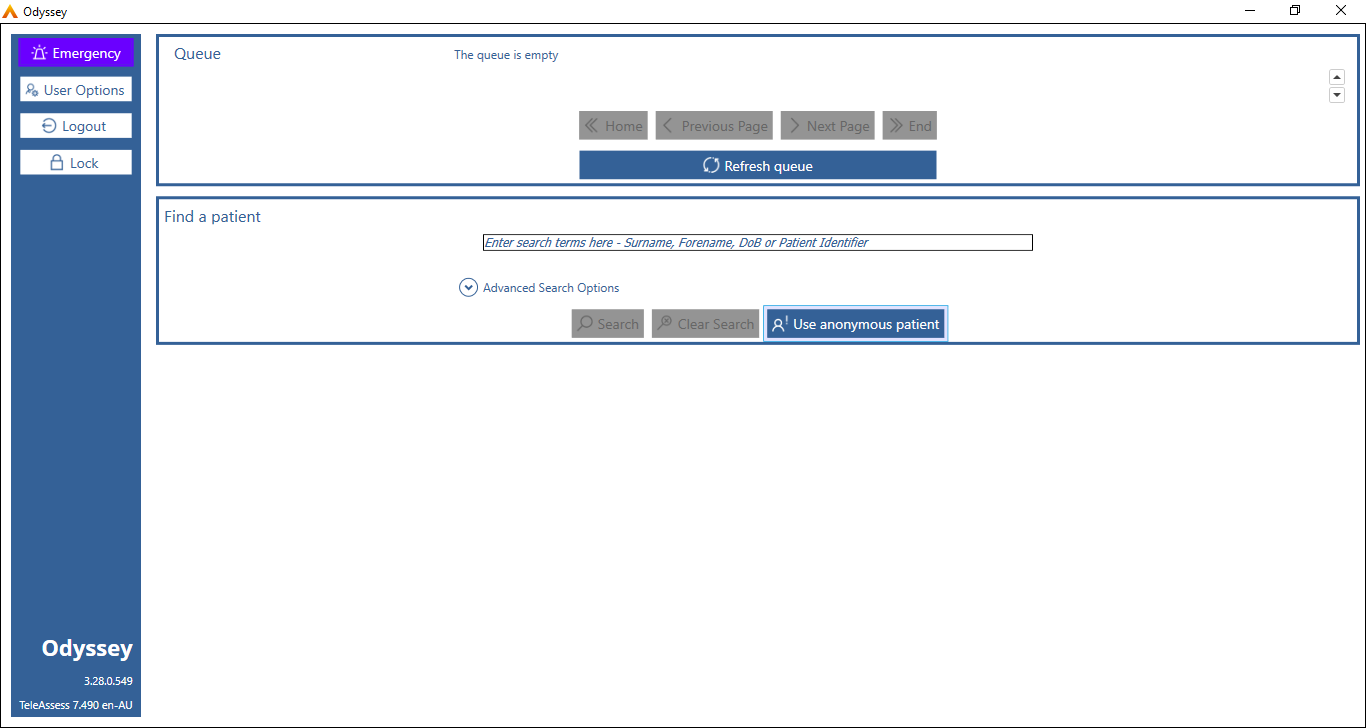 Odyssey
Emergency
User Options
Logout
Lock
Queue
The queue is empty
Home Previous Page Next Page End
Refresh queue
Find a patient
Enter search terms here - Surname, Forename, DoB or Patient Identifier
Advanced Search Options
Search Clear Search Use anonymous patient
Odyssey
3.28.0.549
TeleAssess 7.490 en-AU